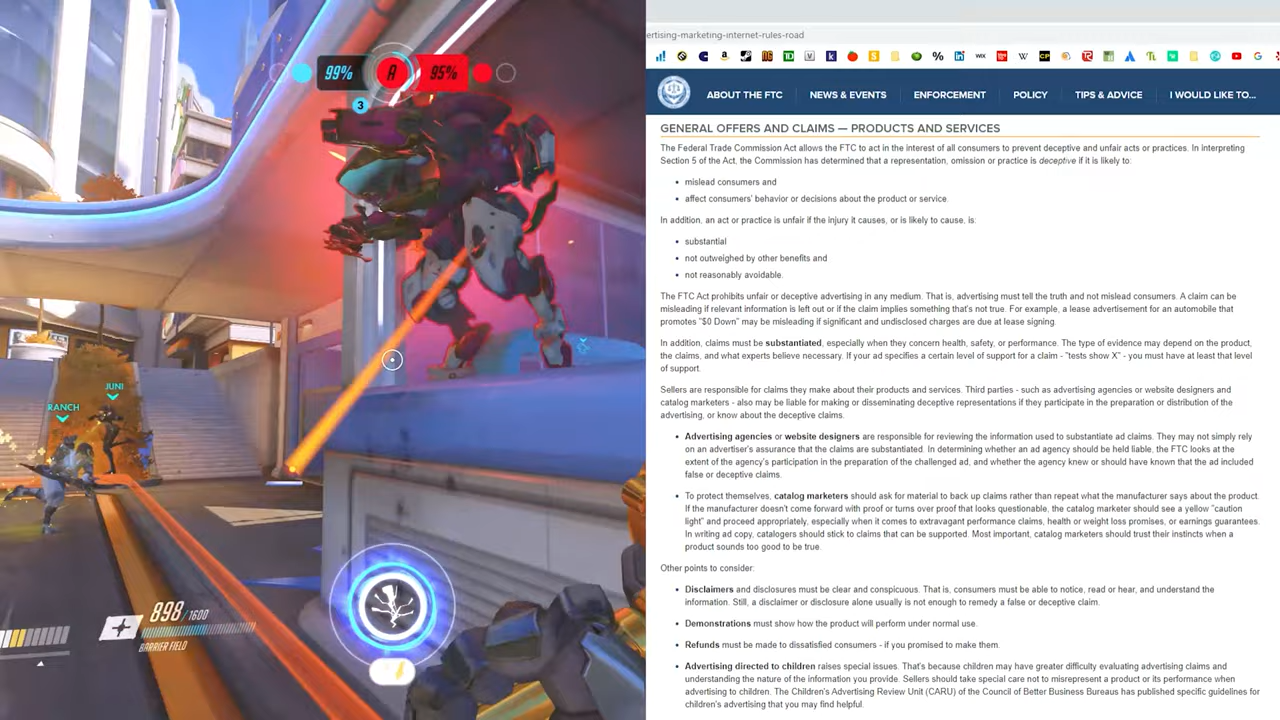 99%
A
95%
3
JUNI
RANCH
898/1600
BARRIER FIELD
ertising-marketing-internet-rules-road
ABOUT THE FTC
NEWS & EVENTS
ENFORCEMENT
POLICY
TIPS & ADVICE
I WOULD LIKE TO...
GENERAL OFFERS AND CLAIMS — PRODUCTS AND SERVICES
The Federal Trade Commission Act allows the FTC to act in the interest of all consumers to prevent deceptive and unfair acts or practices. In interpreting
Section 5 of the Act, the Commission has determined that a representation, omission or practice is deceptive if it is likely to:
• mislead consumers and
• affect consumers' behavior or decisions about the product or service.
In addition, an act or practice is unfair if the injury it causes, or is likely to cause, is:
• substantial
• not outweighed by other benefits and
• not reasonably avoidable.
The FTC Act prohibits unfair or deceptive advertising in any medium. That is, advertising must tell the truth and not mislead consumers. A claim can be
misleading if relevant information is left out or if the claim implies something that's not true. For example, a lease advertisement for an automobile that
promotes "$0 Down" may be misleading if significant and undisclosed charges are due at lease signing.
In addition, claims must be substantiated, especially when they concern health, safety, or performance. The type of evidence may depend on the product,
the claims, and what experts believe necessary. If your ad specifies a certain level of support for a claim - "tests show X" - you must have at least that level
of support.
Sellers are responsible for claims they make about their products and services. Third parties - such as advertising agencies or website designers and
catalog marketers - also may be liable for making or disseminating deceptive representations if they participate in the preparation or distribution of the
advertising, or know about the deceptive claims.
• Advertising agencies or website designers are responsible for reviewing the information used to substantiate ad claims. They may not simply rely
on an advertiser's assurance that the claims are substantiated. In determining whether an ad agency should be held liable, the FTC looks at the
extent of the agency's participation in the preparation of the challenged ad, and whether the agency knew or should have known that the ad included
false or deceptive claims.
• To protect themselves, catalog marketers should ask for material to back up claims rather than repeat what the manufacturer says about the product.
If the manufacturer doesn't come forward with proof or turns over proof that looks questionable, the catalog marketer should see a yellow "caution
light" and proceed appropriately, especially when it comes to extravagant performance claims, health or weight loss promises, or earnings guarantees.
In writing ad copy, catalogers should stick to claims that can be supported. Most important, catalog marketers should trust their instincts when a
product sounds too good to be true.
Other points to consider:
• Disclaimers and disclosures must be clear and conspicuous. That is, consumers must be able to notice, read or hear, and understand the
information. Still, a disclaimer or disclosure alone usually is not enough to remedy a false or deceptive claim.
• Demonstrations must show how the product will perform under normal use.
• Refunds must be made to dissatisfied consumers - if you promised to make them.
• Advertising directed to children raises special issues. That's because children may have greater difficulty evaluating advertising claims and
understanding the nature of the information you provide. Sellers should take special care not to misrepresent a product or its performance when
advertising to children. The Children's Advertising Review Unit (CARU) of the Council of Better Business Bureaus has published specific guidelines for
children's advertising that you may find helpful.